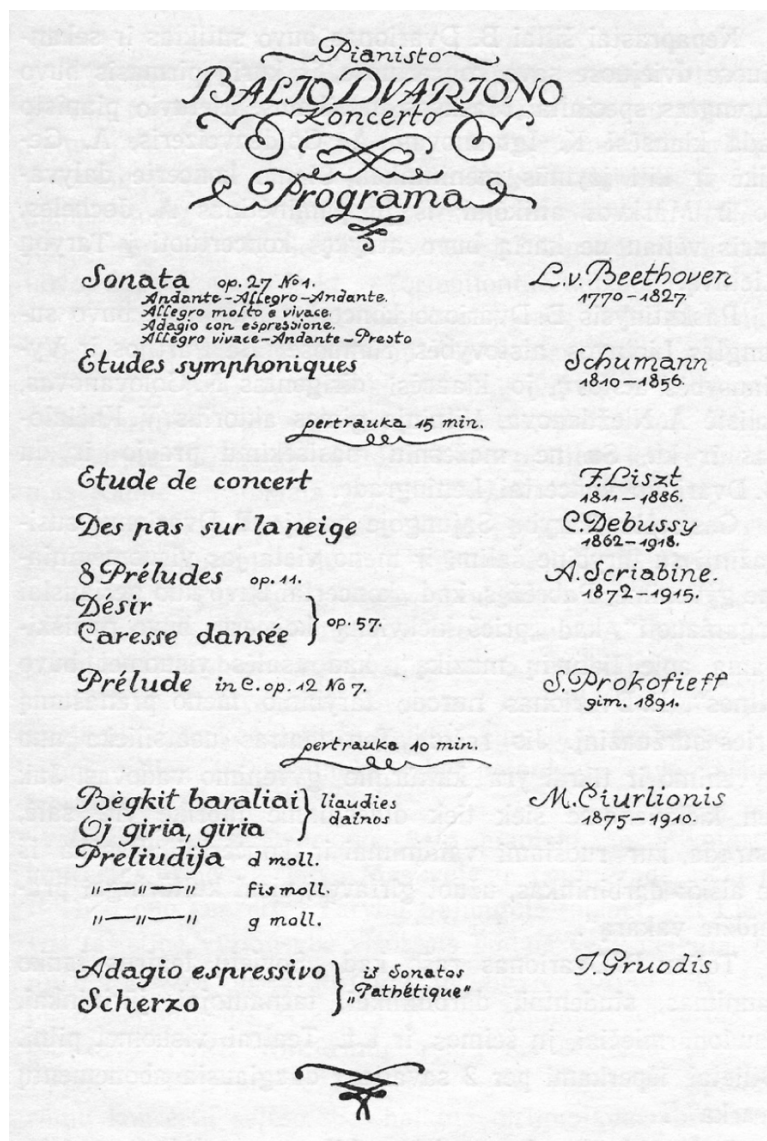 Pianisto
BALIO DVARIONO
Koncerto
Programa
Sonata op. 27 No 1. L. v. Beethoven
Andante-Allegro-Andante. 1770-1827.
Allegro molto e vivace.
Adagio con espressione.
Allegro vivace-Andante-Presto
Etudes symphoniques Schumann
1810-1856.
pertrauka 15 min.
Etude de concert F. Liszt
1811-1886.
Des pas sur la neige C. Debussy
1862-1918.
8 Préludes op. 11. A. Scriabine.
1872-1915.
Désir
Caresse dansée } op. 57.
Prélude in C. op. 12 No 7. S. Prokofieff
gim. 1891.
pertrauka 10 min.
Bėgkit baraliai } liaudies M. Čiurlionis
Oj giria, giria dainos 1875-1910.
Preliudija d moll.
„—„—„ fis moll.
„—„—„ g moll.
Adagio espressivo } iš Sonatos J. Gruodis
Scherzo „Pathétique“